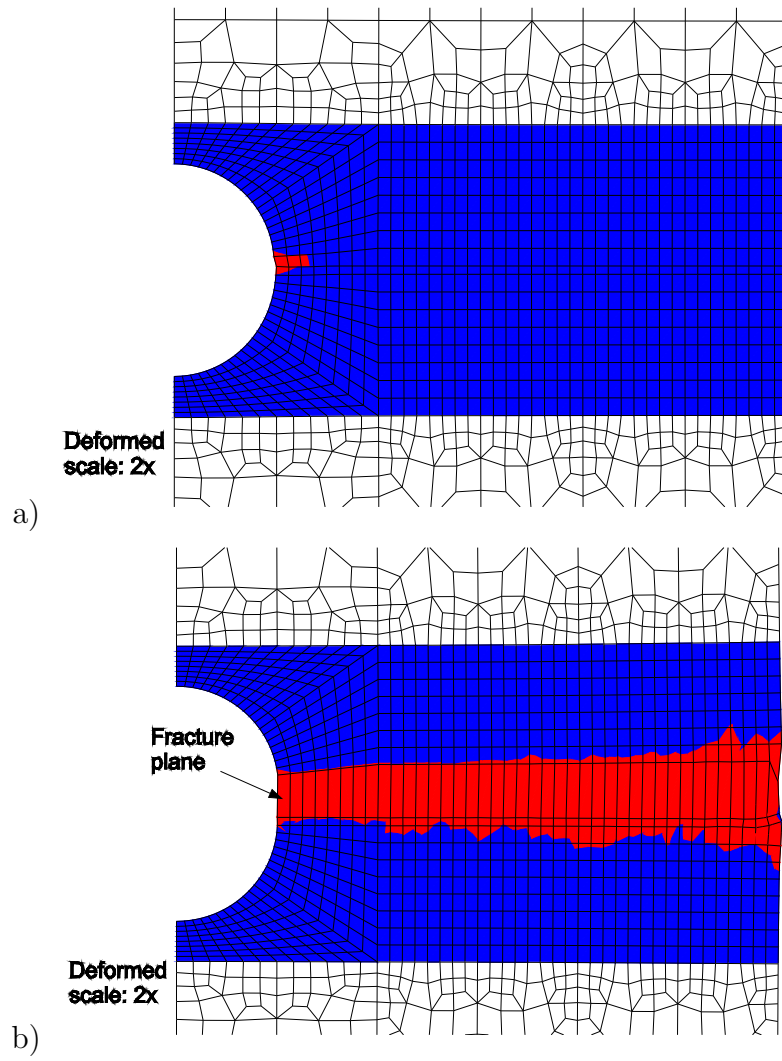 Deformed
scale: 2x
a)
Fracture
plane
Deformed
scale: 2x
b)